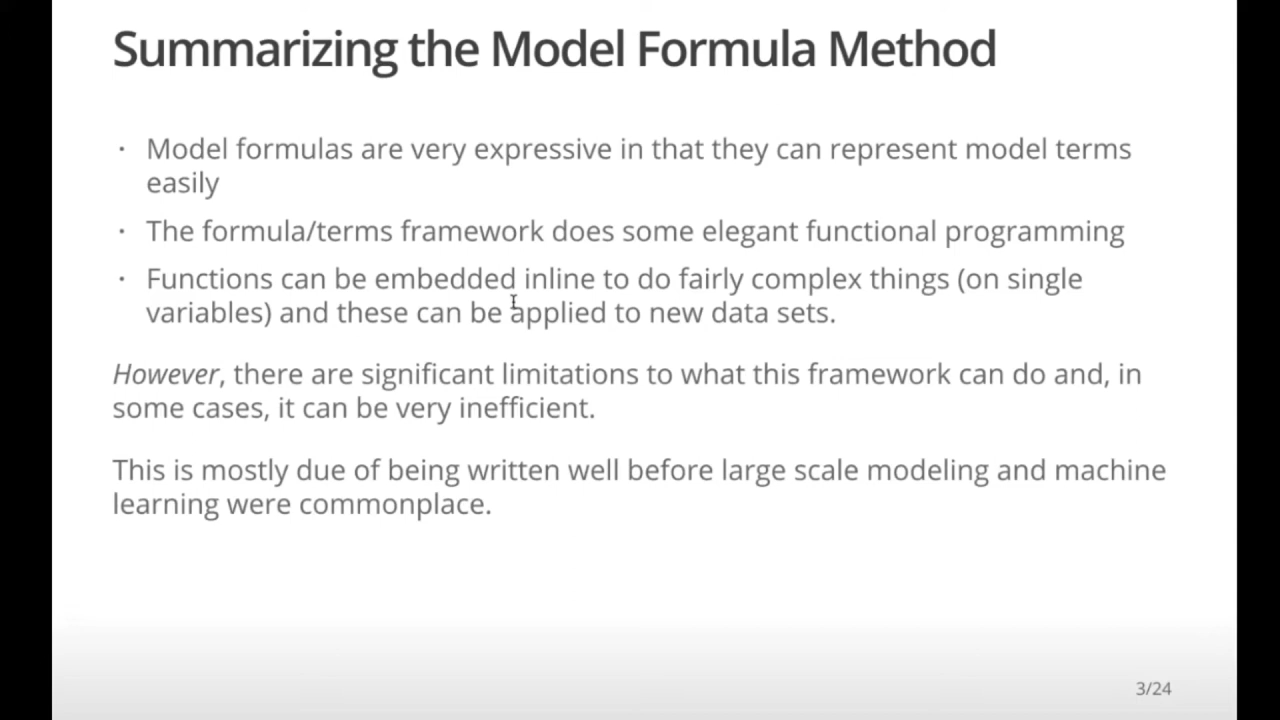 Summarizing the Model Formula Method
· Model formulas are very expressive in that they can represent model terms
easily
· The formula/terms framework does some elegant functional programming
· Functions can be embedded inline to do fairly complex things (on single
variables) and these can be applied to new data sets.
However, there are significant limitations to what this framework can do and, in
some cases, it can be very inefficient.
This is mostly due of being written well before large scale modeling and machine
learning were commonplace.
3/24